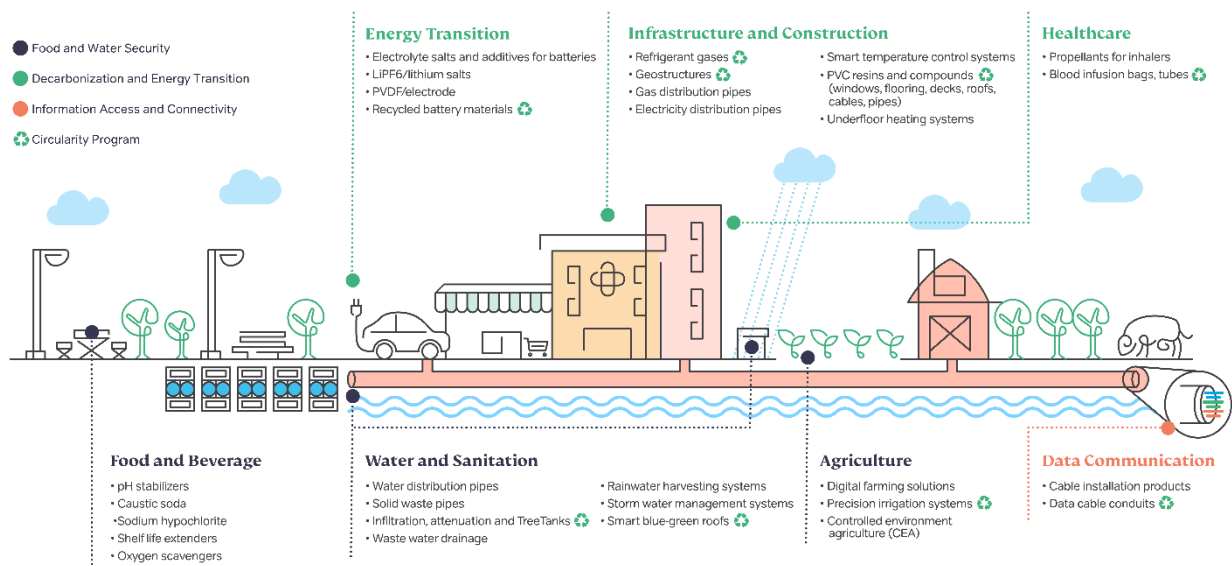 Food and Water Security
Decarbonization and Energy Transition
Information Access and Connectivity
Circularity Program
Energy Transition
• Electrolyte salts and additives for batteries
• LiPF6/lithium salts
• PVDF/electrode
• Recycled battery materials
Infrastructure and Construction
• Refrigerant gases
• Geostructures
• Gas distribution pipes
• Electricity distribution pipes
• Smart temperature control systems
• PVC resins and compounds
(windows, flooring, decks, roofs,
cables, pipes)
• Underfloor heating systems
Healthcare
• Propellants for inhalers
• Blood infusion bags, tubes
Food and Beverage
• pH stabilizers
• Caustic soda
•Sodium hypochlorite
• Shelf life extenders
• Oxygen scavengers
Water and Sanitation
• Water distribution pipes
• Solid waste pipes
• Infiltration, attenuation and TreeTanks
• Waste water drainage
• Rainwater harvesting systems
• Storm water management systems
• Smart blue-green roofs
Agriculture
• Digital farming solutions
• Precision irrigation systems
• Controlled environment
agriculture (CEA)
Data Communication
• Cable installation products
• Data cable conduits